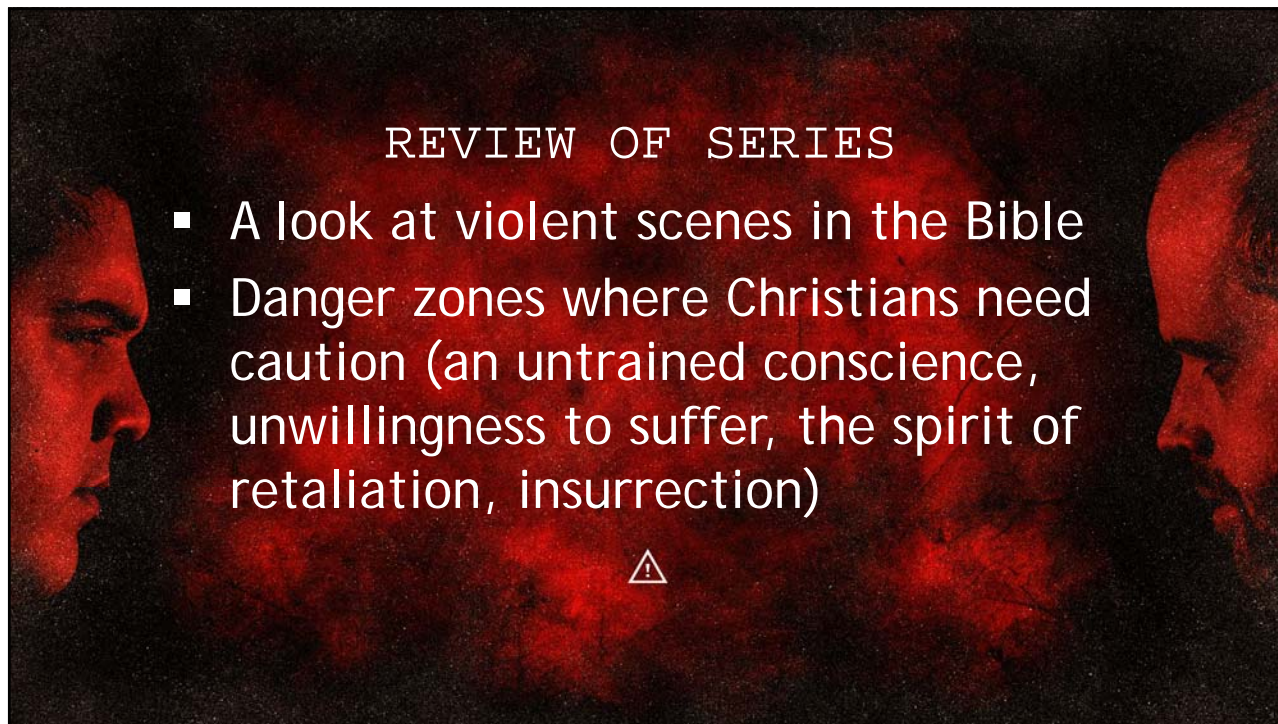 REVIEW OF SERIES
▪ A look at violent scenes in the Bible
▪ Danger zones where Christians need
caution (an untrained conscience,
unwillingness to suffer, the spirit of
retaliation, insurrection)